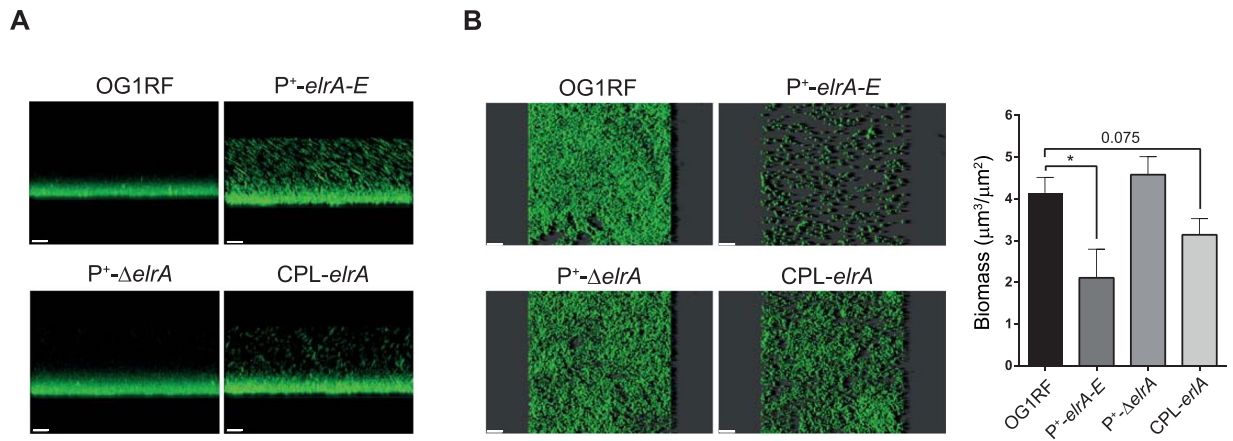 A
B
OG1RF
P⁺-elrA-E
P⁺-ΔelrA
CPL-elrA
OG1RF
P⁺-elrA-E
P⁺-ΔelrA
CPL-elrA
Biomass (μm³/μm²)
6
5
4
3
2
1
0
0.075
*
OG1RF
P⁺-elrA-E
P⁺-ΔelrA
CPL-erlA